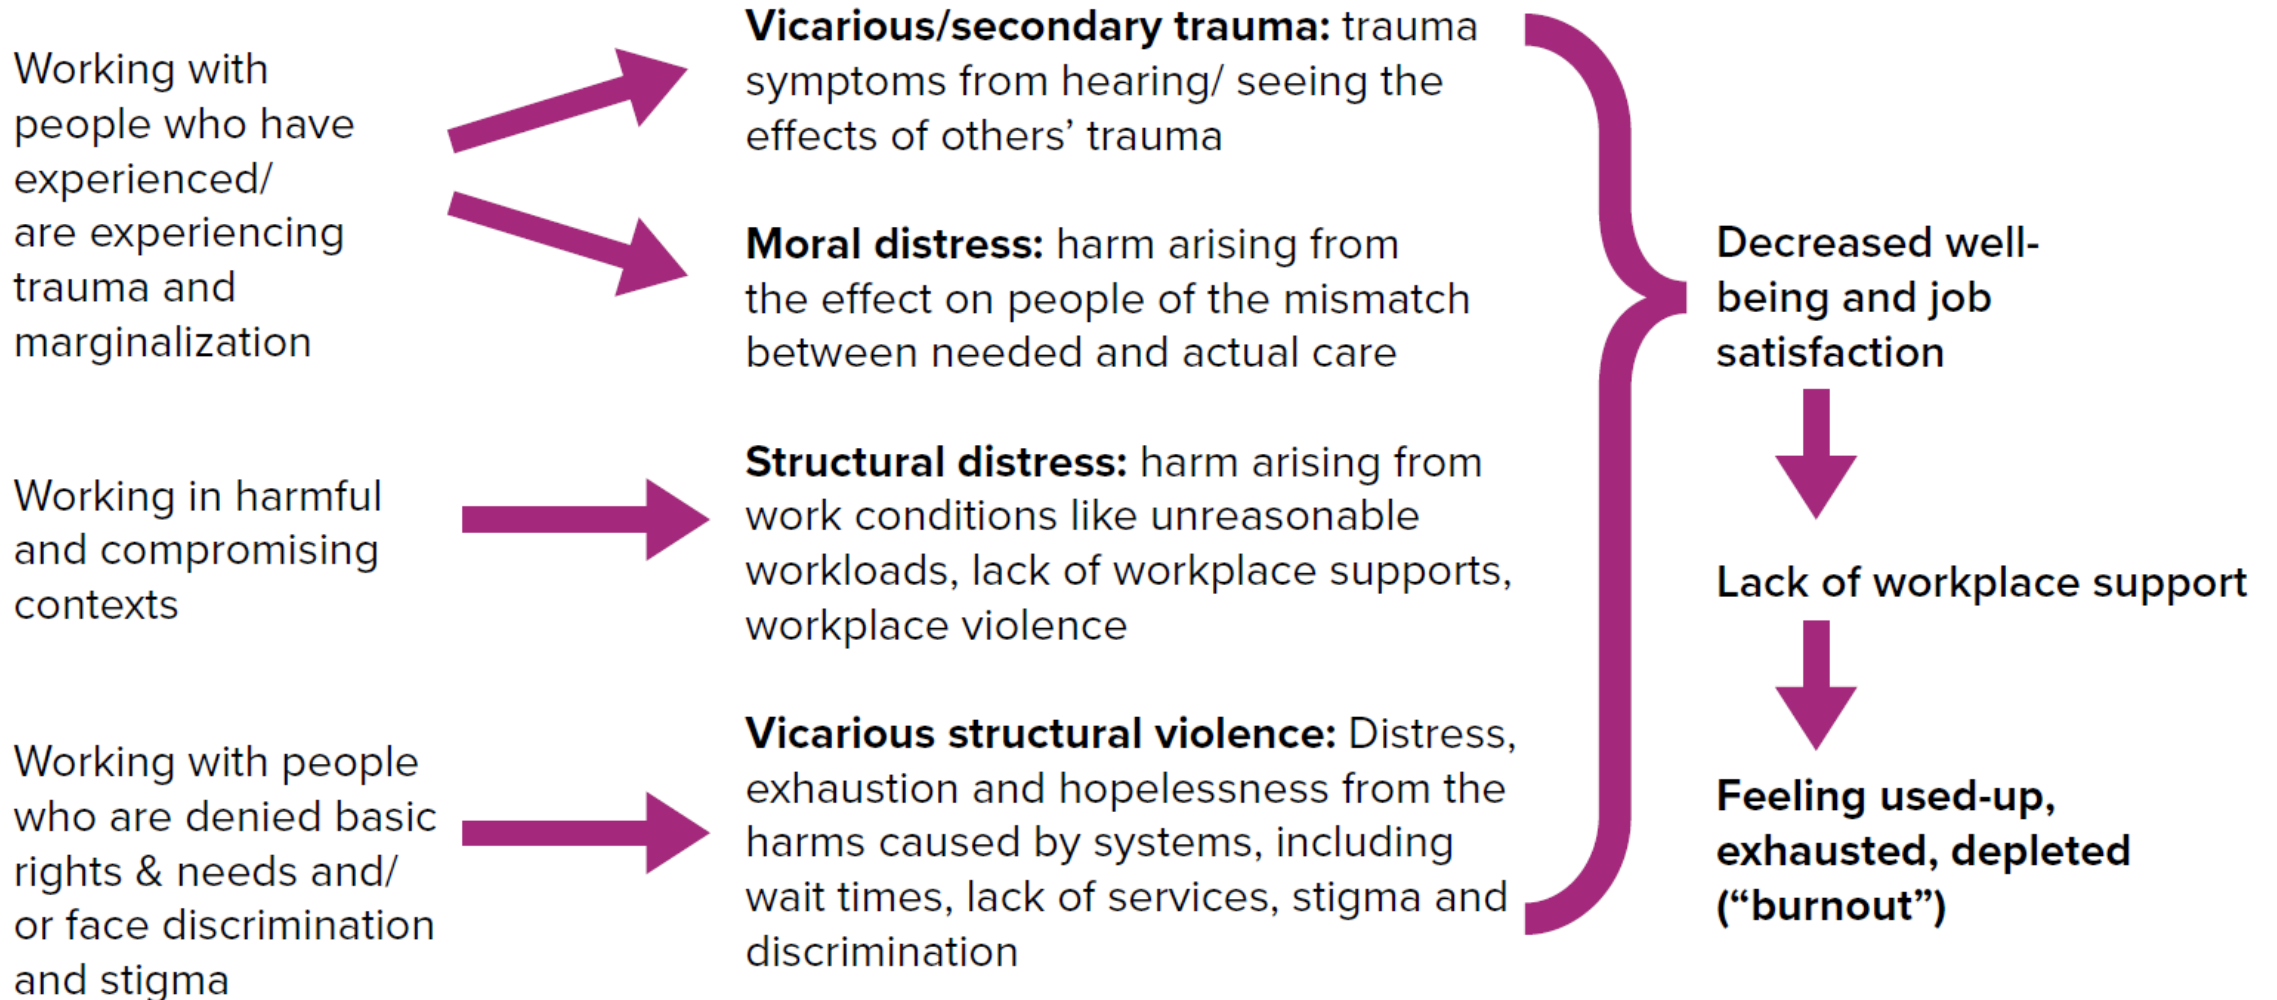 Working with
people who have
experienced/
are experiencing
trauma and
marginalization
Vicarious/secondary trauma: trauma
symptoms from hearing/ seeing the
effects of others’ trauma
Moral distress: harm arising from
the effect on people of the mismatch
between needed and actual care
Working in harmful
and compromising
contexts
Structural distress: harm arising from
work conditions like unreasonable
workloads, lack of workplace supports,
workplace violence
Working with people
who are denied basic
rights & needs and/
or face discrimination
and stigma
Vicarious structural violence: Distress,
exhaustion and hopelessness from the
harms caused by systems, including
wait times, lack of services, stigma and
discrimination
Decreased well-
being and job
satisfaction
Lack of workplace support
Feeling used-up,
exhausted, depleted
(“burnout”)